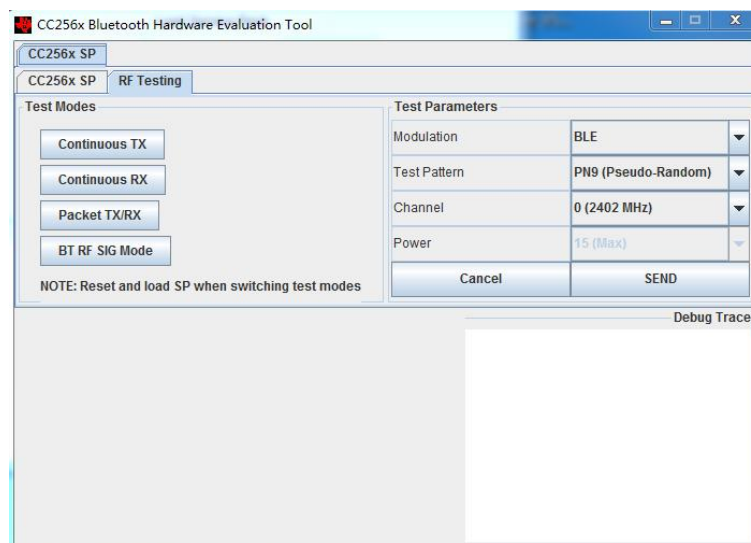 CC256x Bluetooth Hardware Evaluation Tool
CC256x SP
CC256x SP RF Testing
Test Modes
Continuous TX
Continuous RX
Packet TX/RX
BT RF SIG Mode
NOTE: Reset and load SP when switching test modes
Test Parameters
Modulation BLE
Test Pattern PN9 (Pseudo-Random)
Channel 0 (2402 MHz)
Power 15 (Max)
Cancel SEND
Debug Trace